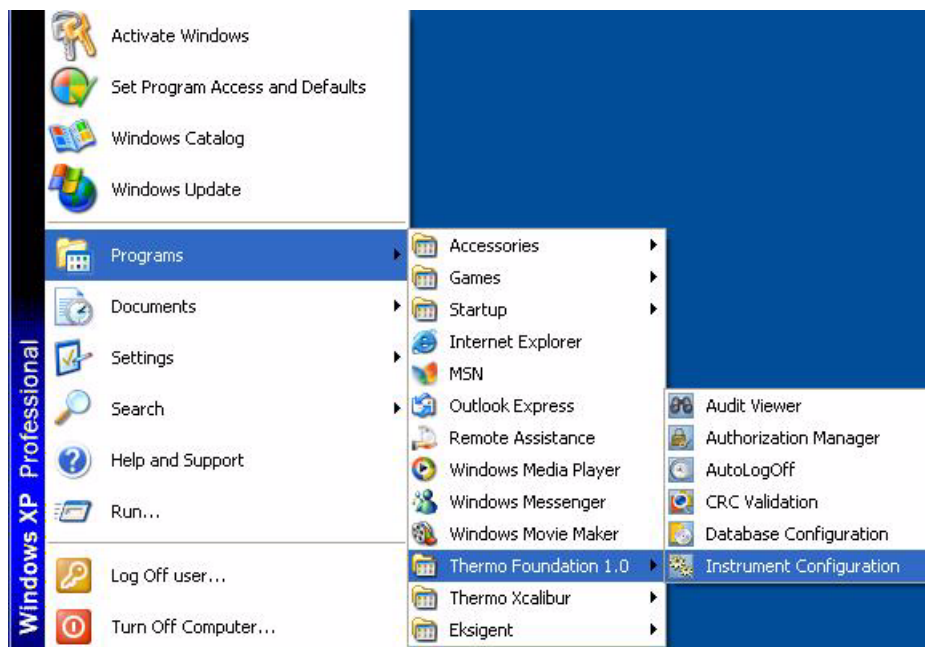 Activate Windows
Set Program Access and Defaults
Windows Catalog
Windows Update
Programs
Documents
Settings
Search
Help and Support
Run...
Log Off user...
Turn Off Computer...
Windows XP Professional
Accessories
Games
Startup
Internet Explorer
MSN
Outlook Express
Remote Assistance
Windows Media Player
Windows Messenger
Windows Movie Maker
Thermo Foundation 1.0
Thermo Xcalibur
Eksigent
Audit Viewer
Authorization Manager
AutoLogOff
CRC Validation
Database Configuration
Instrument Configuration